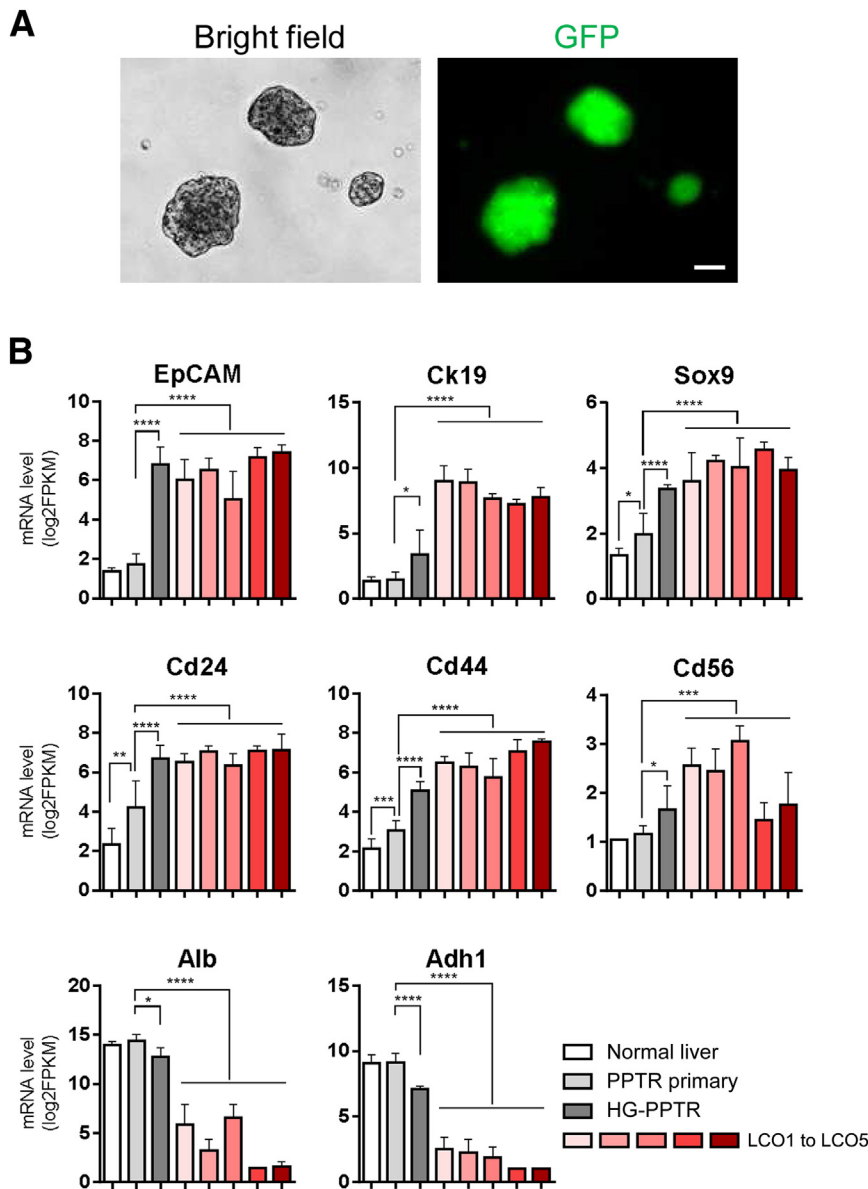 A
Bright field GFP
B
EpCAM
mRNA level
(log2FPKM)
10
8
6
4
2
0
****
****
Ck19
15
10
5
0
*
****
Sox9
6
4
2
0
*
****
****
Cd24
mRNA level
(log2FPKM)
10
8
6
4
2
0
**
****
****
Cd44
10
8
6
4
2
0
***
****
****
Cd56
4
3
2
1
0
*
***
Alb
mRNA level
(log2FPKM)
20
15
10
5
0
*
****
Adh1
15
10
5
0
****
****
Normal liver
PPTR primary
HG-PPTR
LCO1 to LCO5